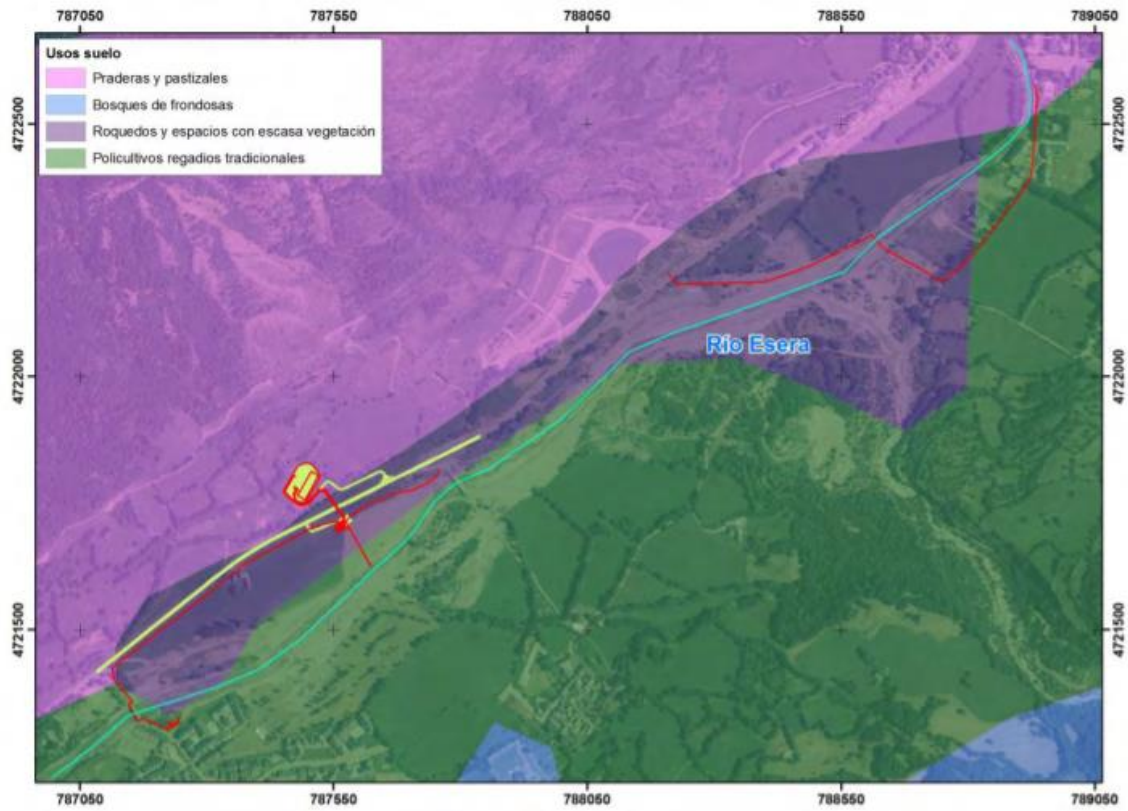 787050 787550 788050 788550 789050
Usos suelo
Praderas y pastizales
Bosques de frondosas
Roquedos y espacios con escasa vegetación
Policultivos regadios tradicionales
4722500 4722500
Río Esera
4722000 4722000
4721500 4721500
787050 787550 788050 788550 789050